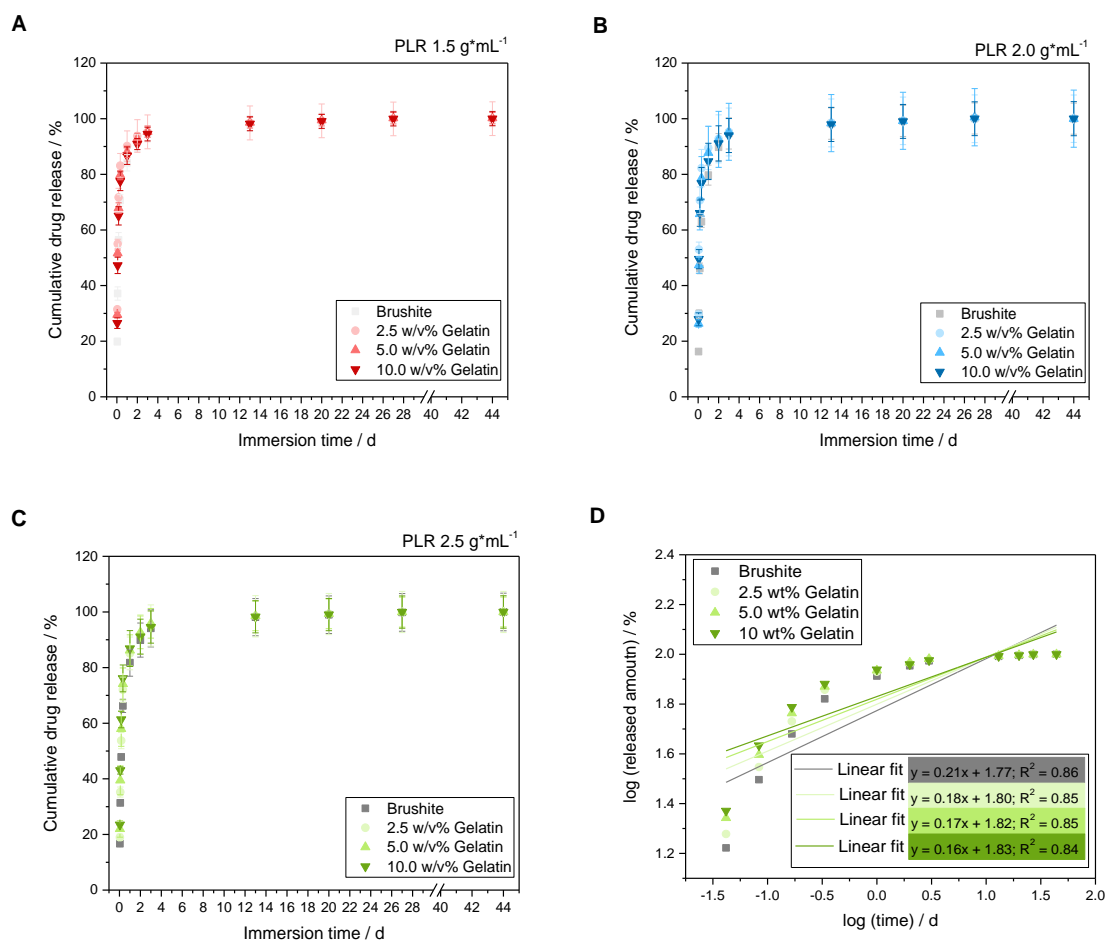 A
PLR 1.5 g*mL⁻¹
120
100
80
60
40
20
0
Cumulative drug release / %
Brushite
2.5 w/v% Gelatin
5.0 w/v% Gelatin
10.0 w/v% Gelatin
0 2 4 6 8 10 12 14 16 18 20 22 24 26 28 40 42 44
Immersion time / d
B
PLR 2.0 g*mL⁻¹
120
100
80
60
40
20
0
Cumulative drug release / %
Brushite
2.5 w/v% Gelatin
5.0 w/v% Gelatin
10.0 w/v% Gelatin
0 2 4 6 8 10 12 14 16 18 20 22 24 26 28 40 42 44
Immersion time / d
C
PLR 2.5 g*mL⁻¹
120
100
80
60
40
20
0
Cumulative drug release / %
Brushite
2.5 w/v% Gelatin
5.0 w/v% Gelatin
10.0 w/v% Gelatin
0 2 4 6 8 10 12 14 16 18 20 22 24 26 28 40 42 44
Immersion time / d
D
2.4
2.2
2.0
1.8
1.6
1.4
1.2
log (released amoutn) / %
Brushite
2.5 wt% Gelatin
5.0 wt% Gelatin
10 wt% Gelatin
Linear fit y = 0.21x + 1.77; R² = 0.86
Linear fit y = 0.18x + 1.80; R² = 0.85
Linear fit y = 0.17x + 1.82; R² = 0.85
Linear fit y = 0.16x + 1.83; R² = 0.84
-1.5 -1.0 -0.5 0.0 0.5 1.0 1.5 2.0
log (time) / d